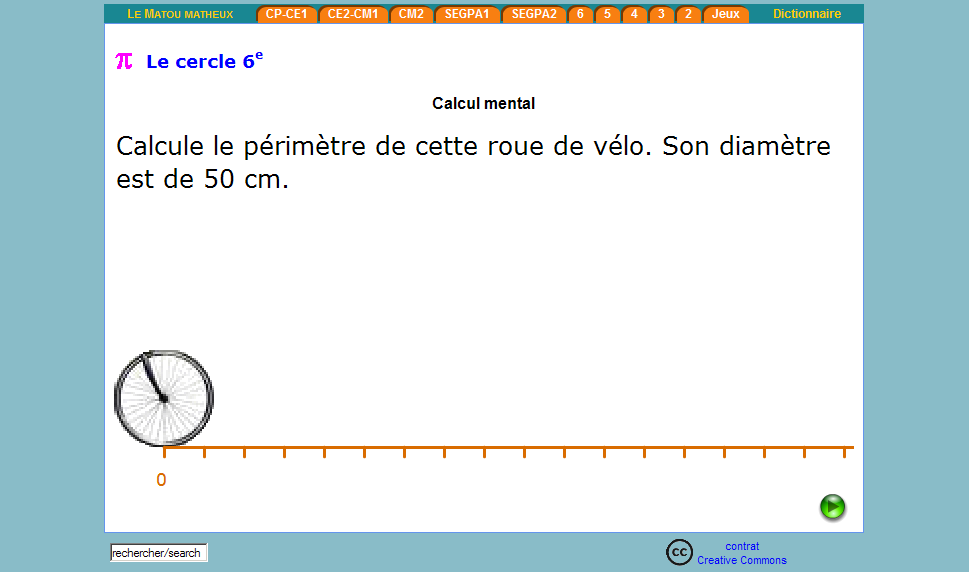 LE MATOU MATHEUX CP-CE1 CE2-CM1 CM2 SEGPA1 SEGPA2 6 5 4 3 2 Jeux Dictionnaire
π Le cercle 6e
Calcul mental
Calcule le périmètre de cette roue de vélo. Son diamètre
est de 50 cm.
0
rechercher/search
cc contrat
Creative Commons